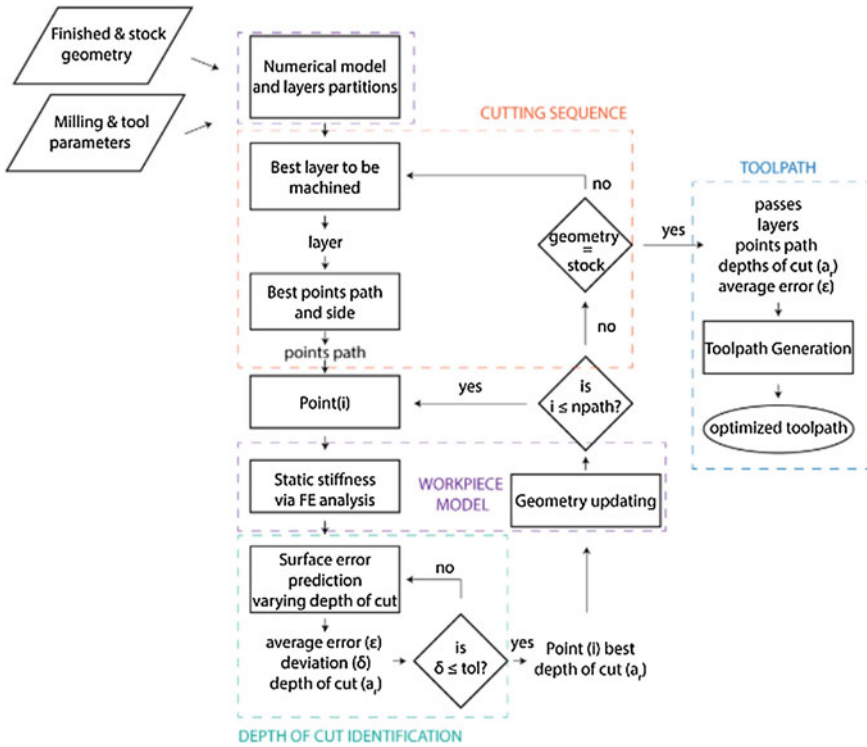 Finished & stock
geometry
Milling & tool
parameters
Numerical model
and layers partitions
CUTTING SEQUENCE
Best layer to be
machined
layer
Best points path
and side
points path
no
geometry
=
stock
yes
no
TOOLPATH
passes
layers
points path
depths of cut (aᵣ)
average error (ε)
Toolpath Generation
optimized toolpath
Point(i)
yes
is
i ≤ npath?
Static stiffness
via FE analysis
WORKPIECE
MODEL
Geometry updating
Surface error
prediction
varying depth of cut
no
average error (ε)
deviation (δ)
depth of cut (aᵣ)
is
δ ≤ tol?
yes
Point (i) best
depth of cut (aᵣ)
DEPTH OF CUT IDENTIFICATION